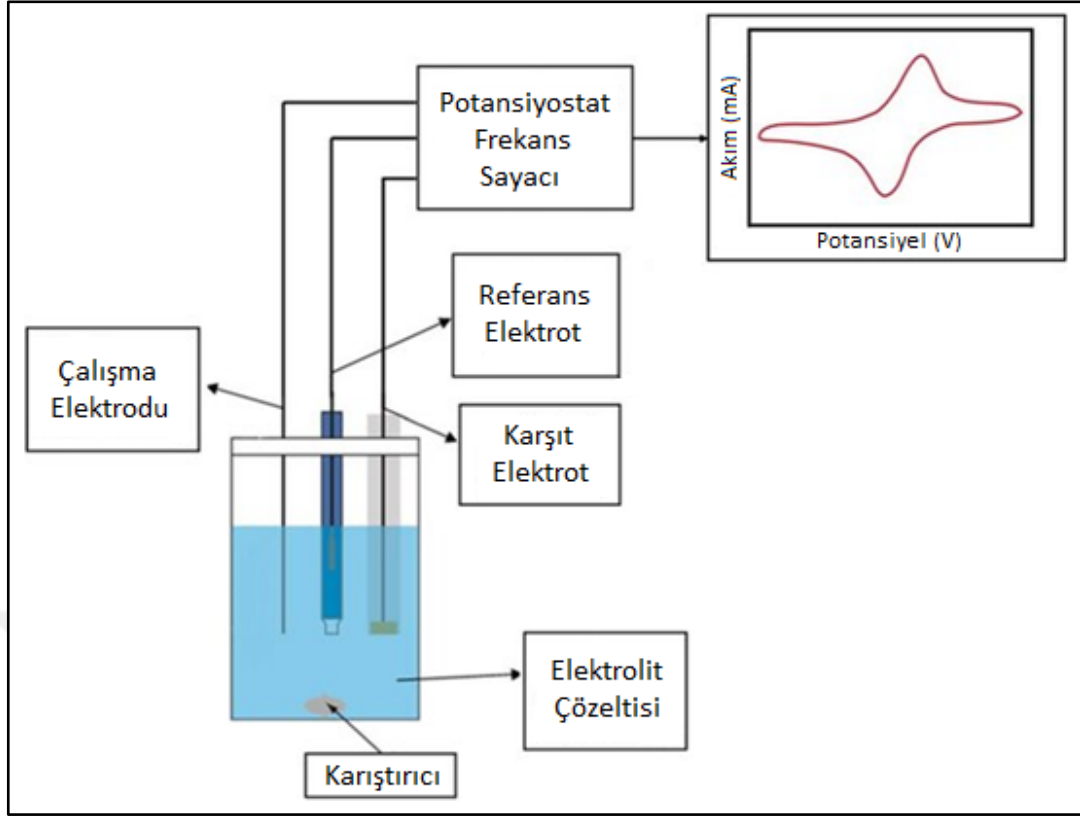 Potansiyostat
Frekans
Sayacı
Akım (mA)
Potansiyel (V)
Referans
Elektrot
Çalışma
Elektrodu
Karşıt
Elektrot
Elektrolit
Çözeltisi
Karıştırıcı